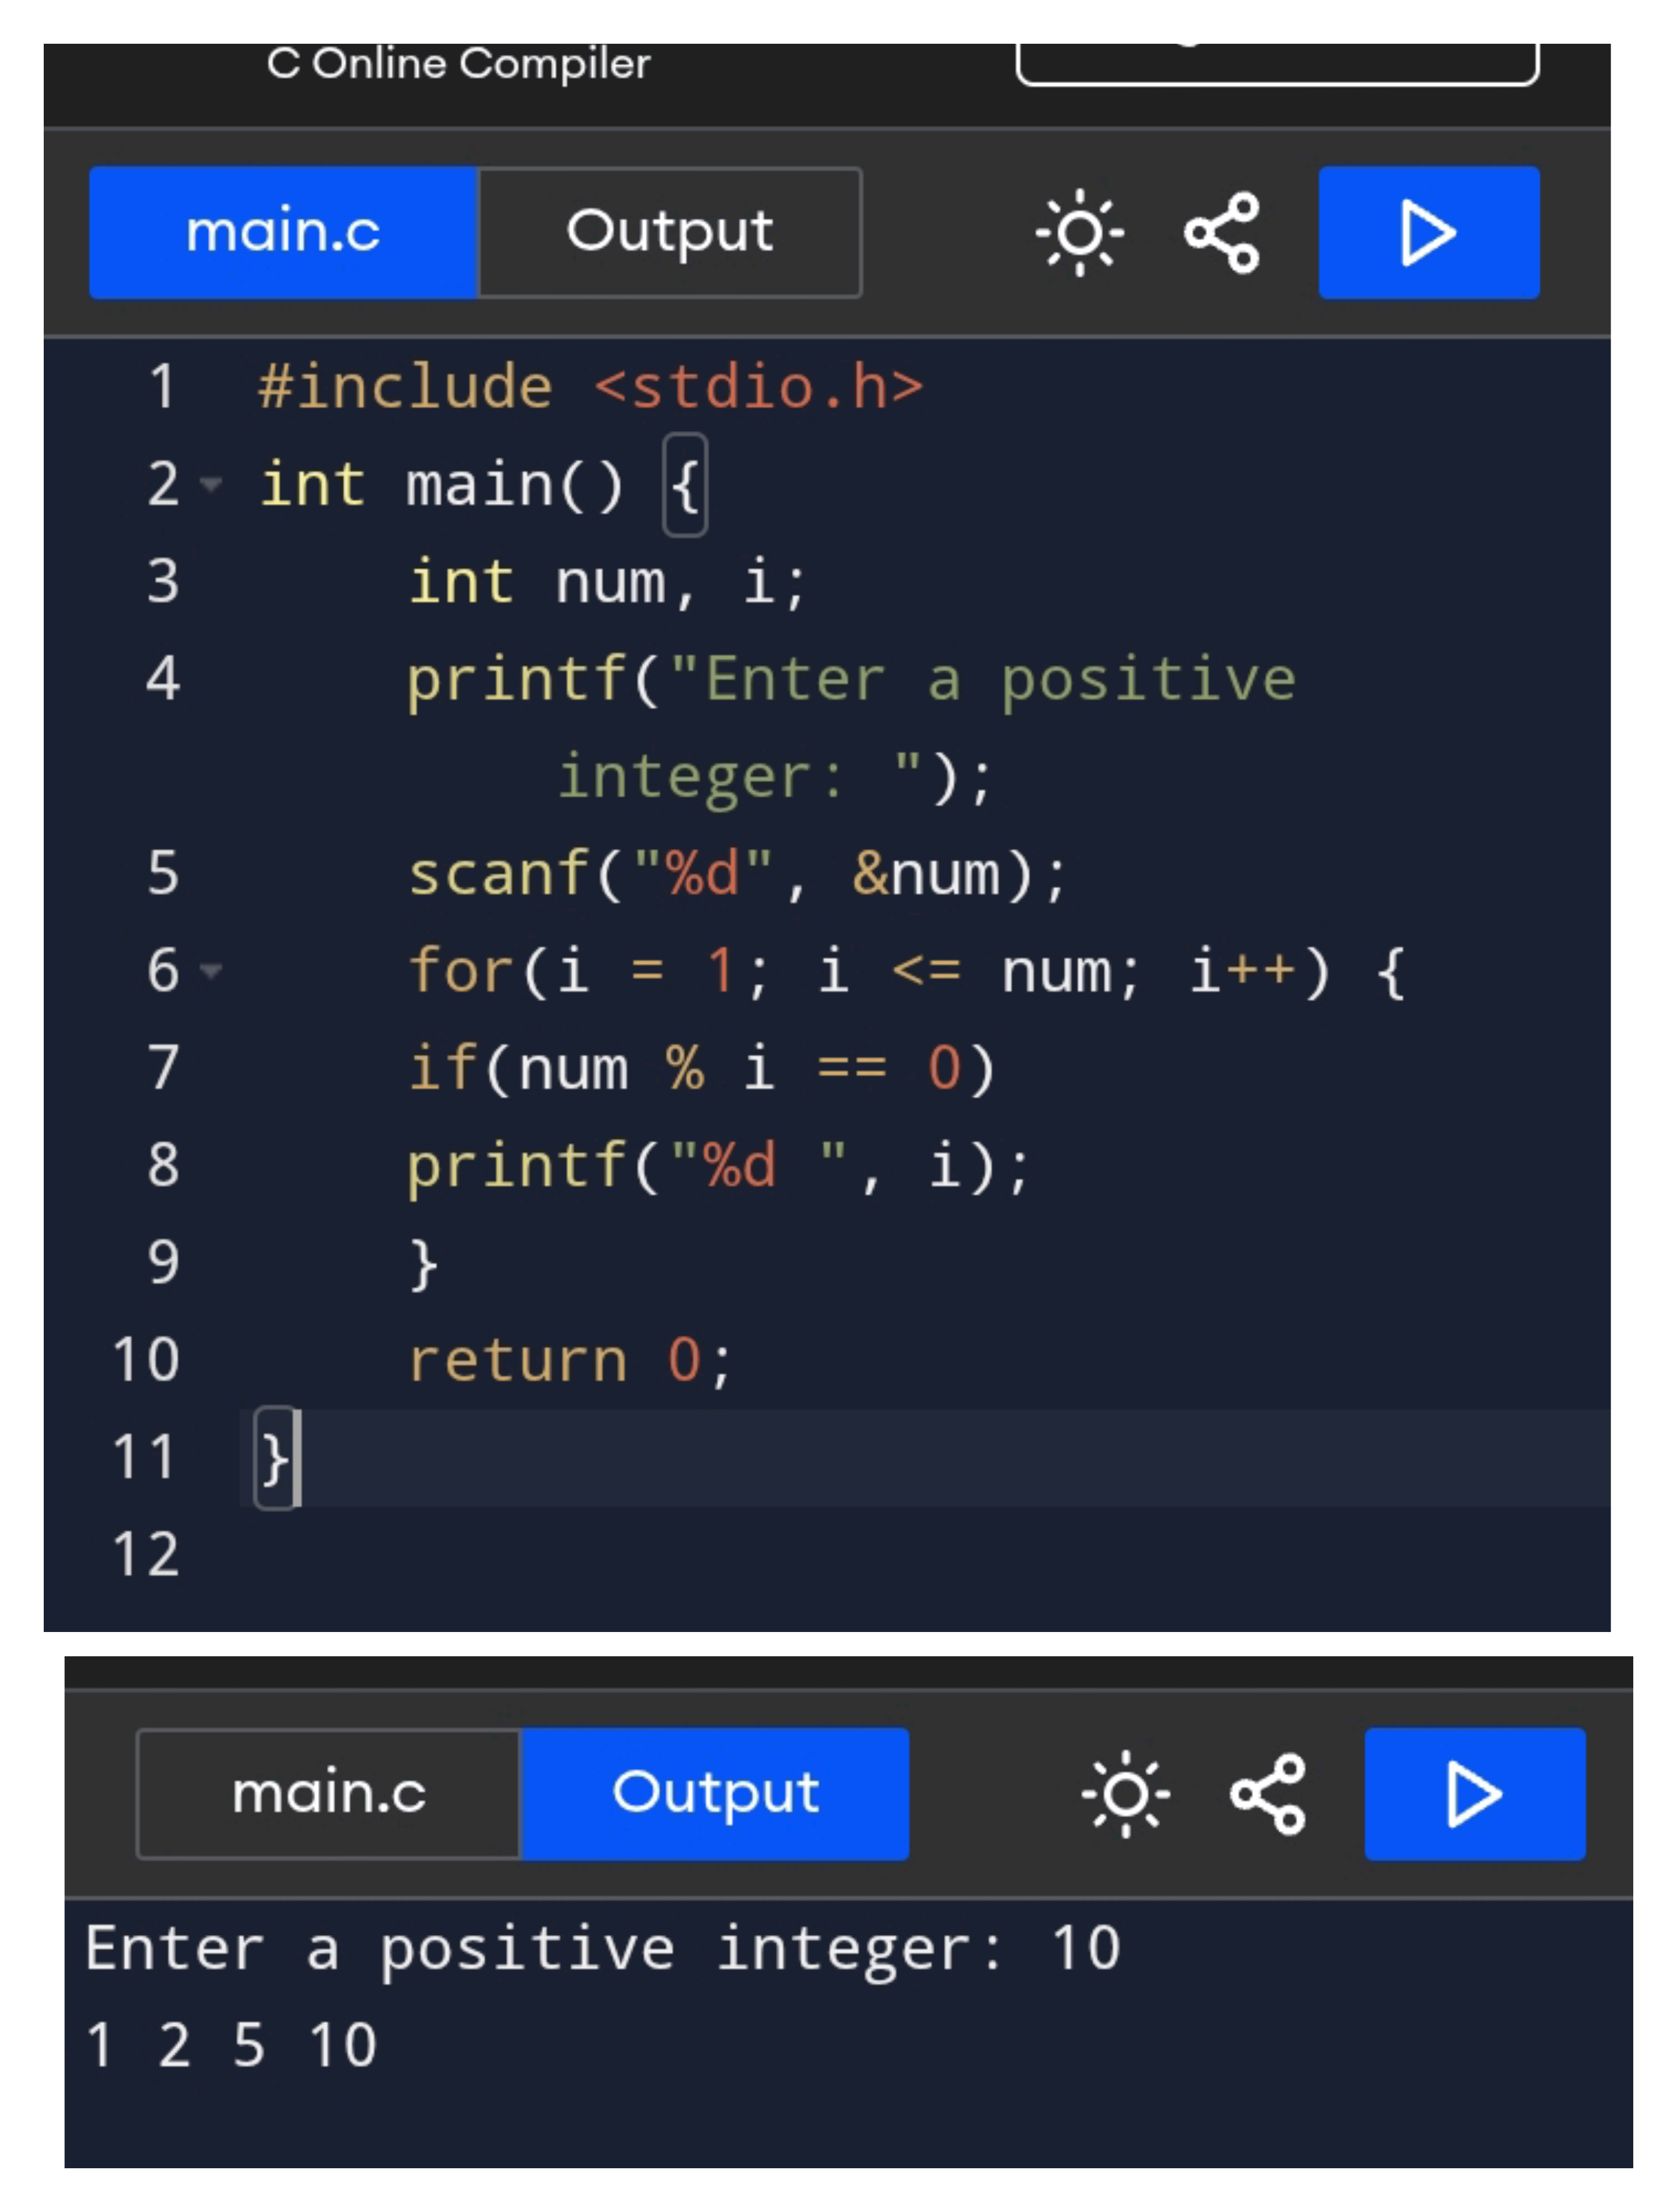 C Online Compiler
main.c Output
1 #include <stdio.h>
2 int main() {
3 int num, i;
4 printf("Enter a positive
integer: ");
5 scanf("%d", &num);
6 for(i = 1; i <= num; i++) {
7 if(num % i == 0)
8 printf("%d ", i);
9 }
10 return 0;
11 }
12
main.c Output
Enter a positive integer: 10
1 2 5 10